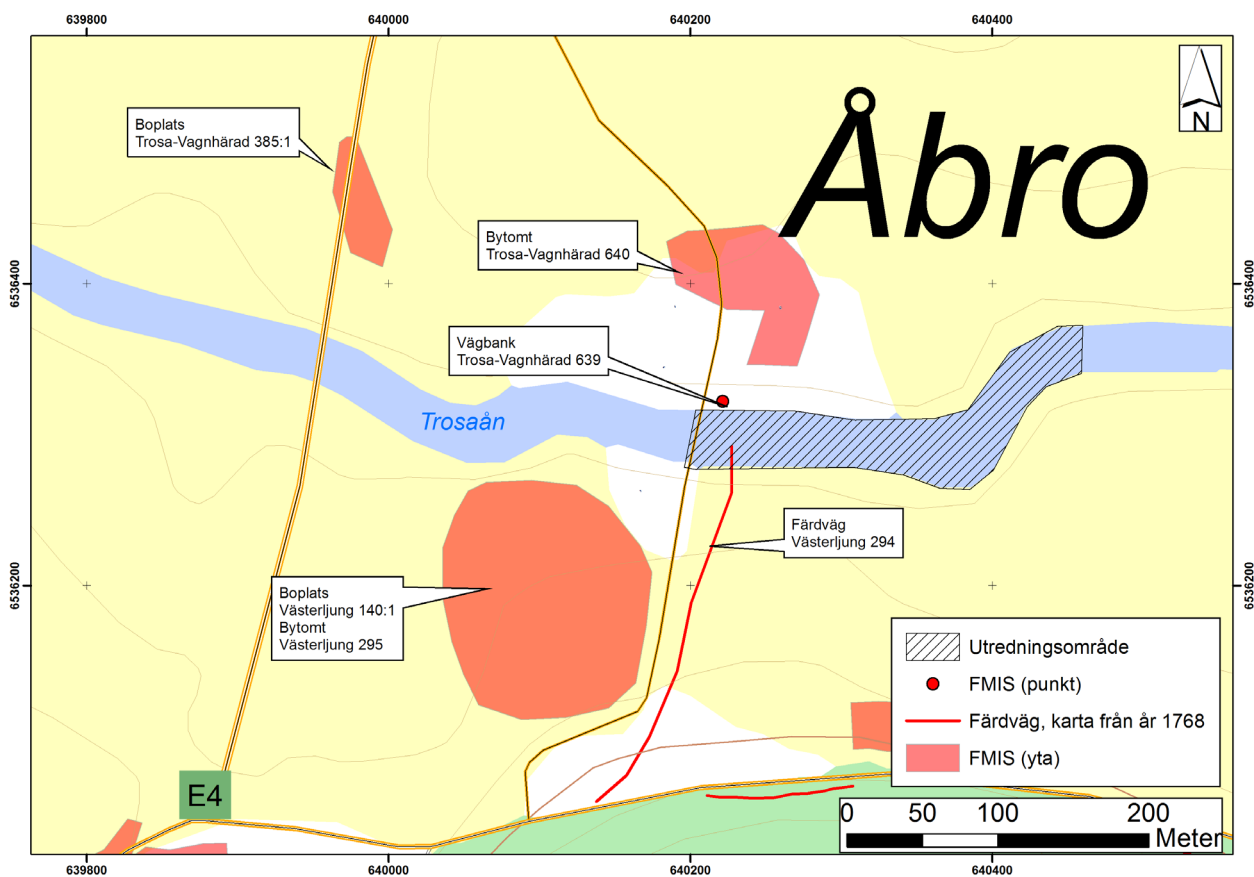 639800
640000
640200
640400
N
Åbro
Boplats
Trosa-Vagnhärad 385:1
Bytomt
Trosa-Vagnhärad 640
6536400
6536400
Vägbank
Trosa-Vagnhärad 639
Trosaån
Färdväg
Västerljung 294
6536200
6536200
Boplats
Västerljung 140:1
Bytomt
Västerljung 295
Utredningsområde
FMIS (punkt)
Färdväg, karta från år 1768
FMIS (yta)
E4
0 50 100 200
Meter
639800
640000
640200
640400